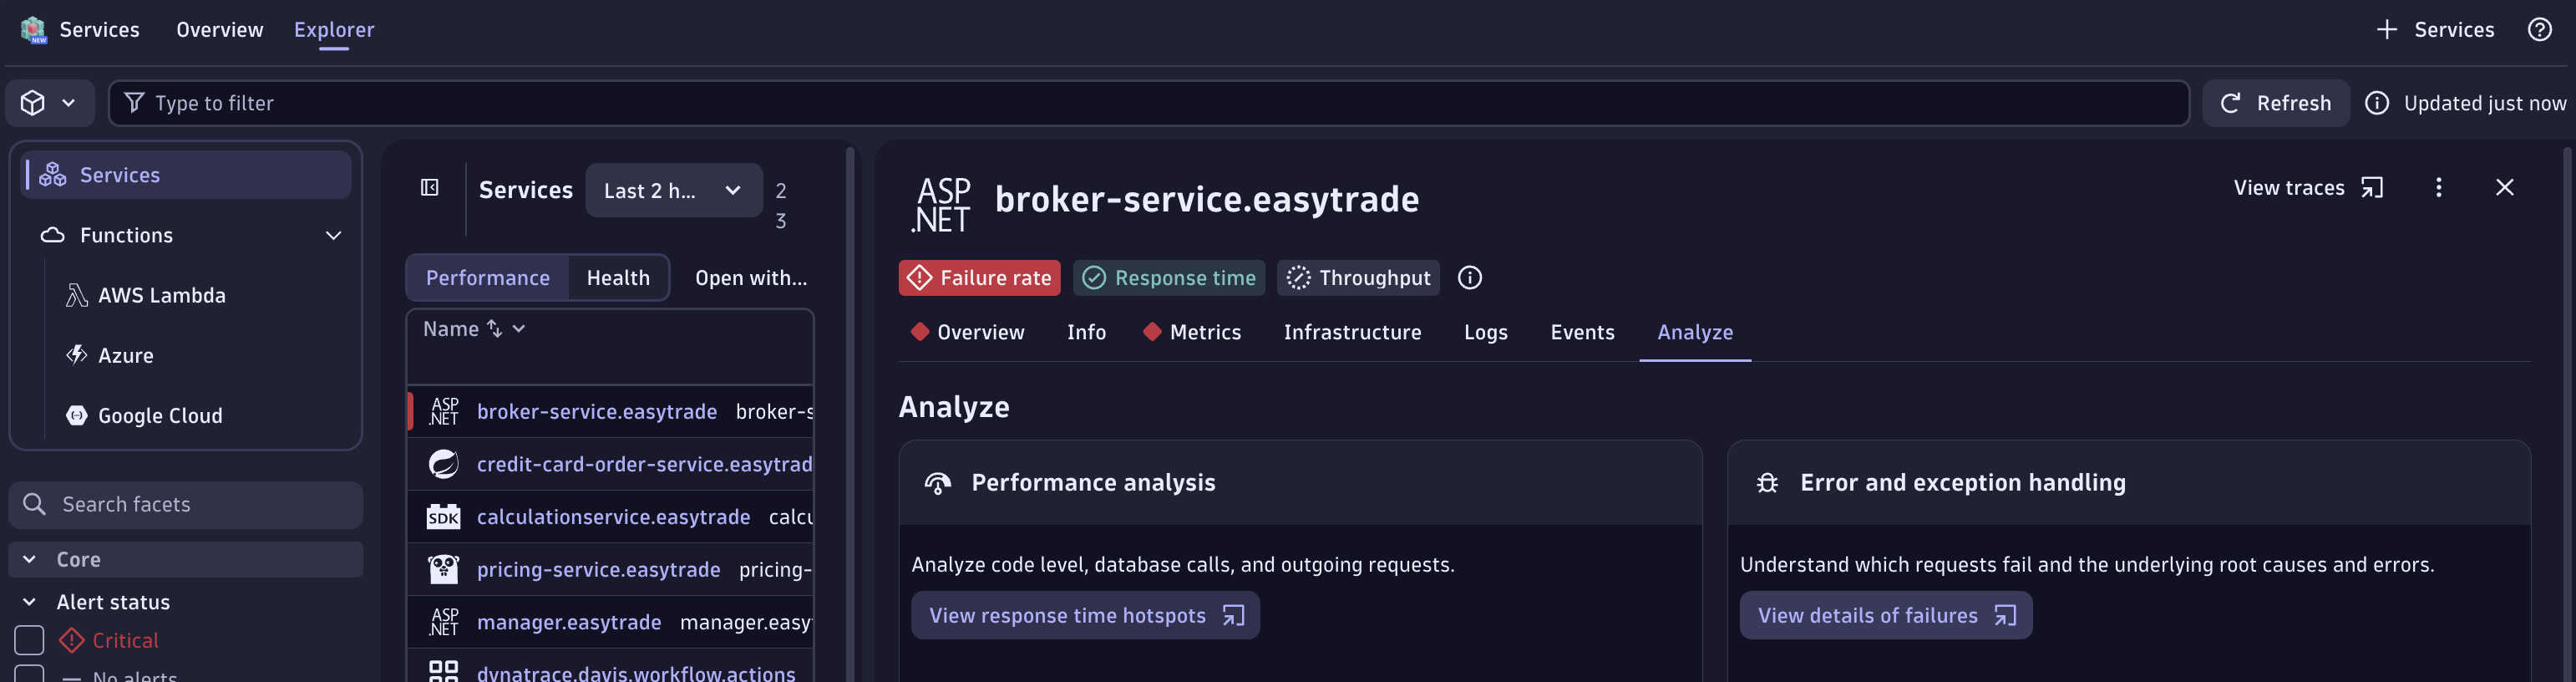 NEW
Services
Overview
Explorer
Services
Type to filter
Refresh
Updated just now
Services
Functions
AWS Lambda
Azure
Google Cloud
Search facets
Core
Alert status
Critical
No alerts
Services
Last 2 h...
2
3
Performance
Health
Open with...
Name
ASP
.NET
broker-service.easytrade broker-s
credit-card-order-service.easytrad
SDK
calculationservice.easytrade calcu
pricing-service.easytrade pricing-
ASP
.NET
manager.easytrade manager.easy
dynatrace.davis.workflow.actions
ASP
.NET
broker-service.easytrade
View traces
Failure rate
Response time
Throughput
Overview
Info
Metrics
Infrastructure
Logs
Events
Analyze
Analyze
Performance analysis
Analyze code level, database calls, and outgoing requests.
View response time hotspots
Error and exception handling
Understand which requests fail and the underlying root causes and errors.
View details of failures